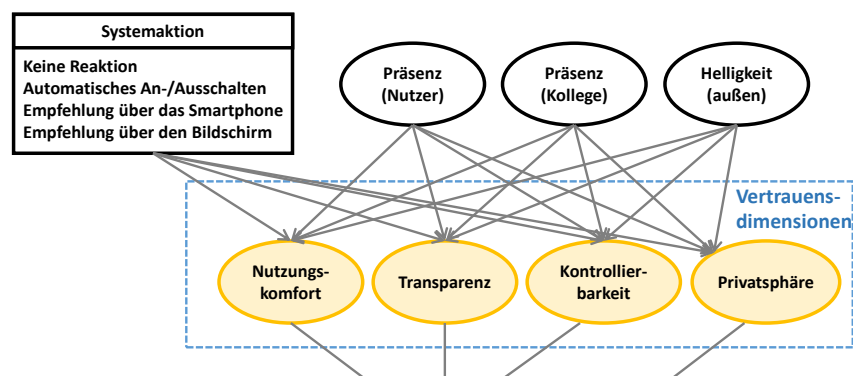 Systemaktion
Keine Reaktion
Automatisches An-/Ausschalten
Empfehlung über das Smartphone
Empfehlung über den Bildschirm
Präsenz
(Nutzer)
Präsenz
(Kollege)
Helligkeit
(außen)
Vertrauens-
dimensionen
Nutzungs-
komfort
Transparenz
Kontrollier-
barkeit
Privatsphäre